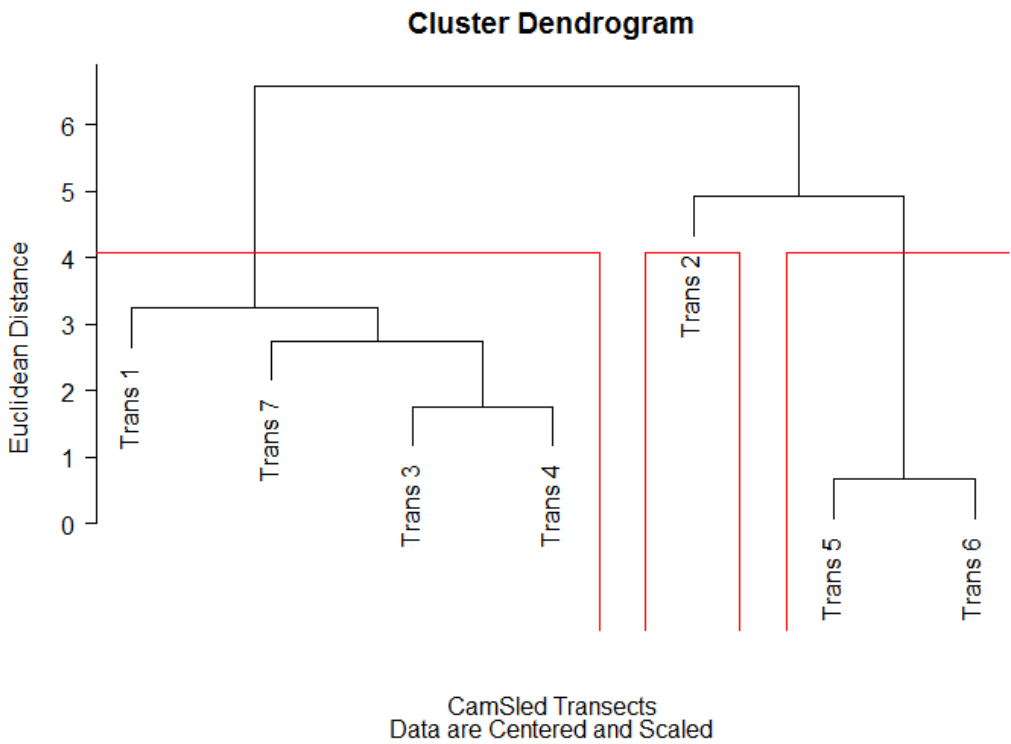 Cluster Dendrogram
Euclidean Distance
6
5
4
3
2
1
0
Trans 1
Trans 7
Trans 3
Trans 4
Trans 2
Trans 5
Trans 6
CamSled Transects
Data are Centered and Scaled